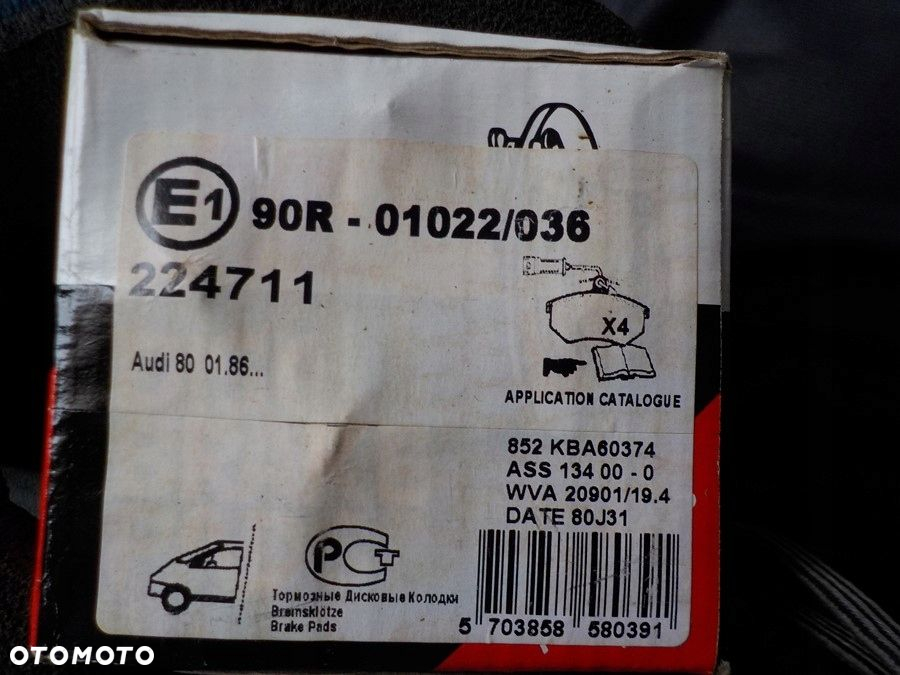 E1 90R - 01022/036
224711
X4
Audi 80 01.86...
APPLICATION CATALOGUE
852 KBA60374
ASS 134 00 - 0
WVA 20901/19.4
DATE 80J31
РСТ
Тормозные Дисковые Колодки
Bremsklötze
Brake Pads
5 703858 580391
OTOMOTO